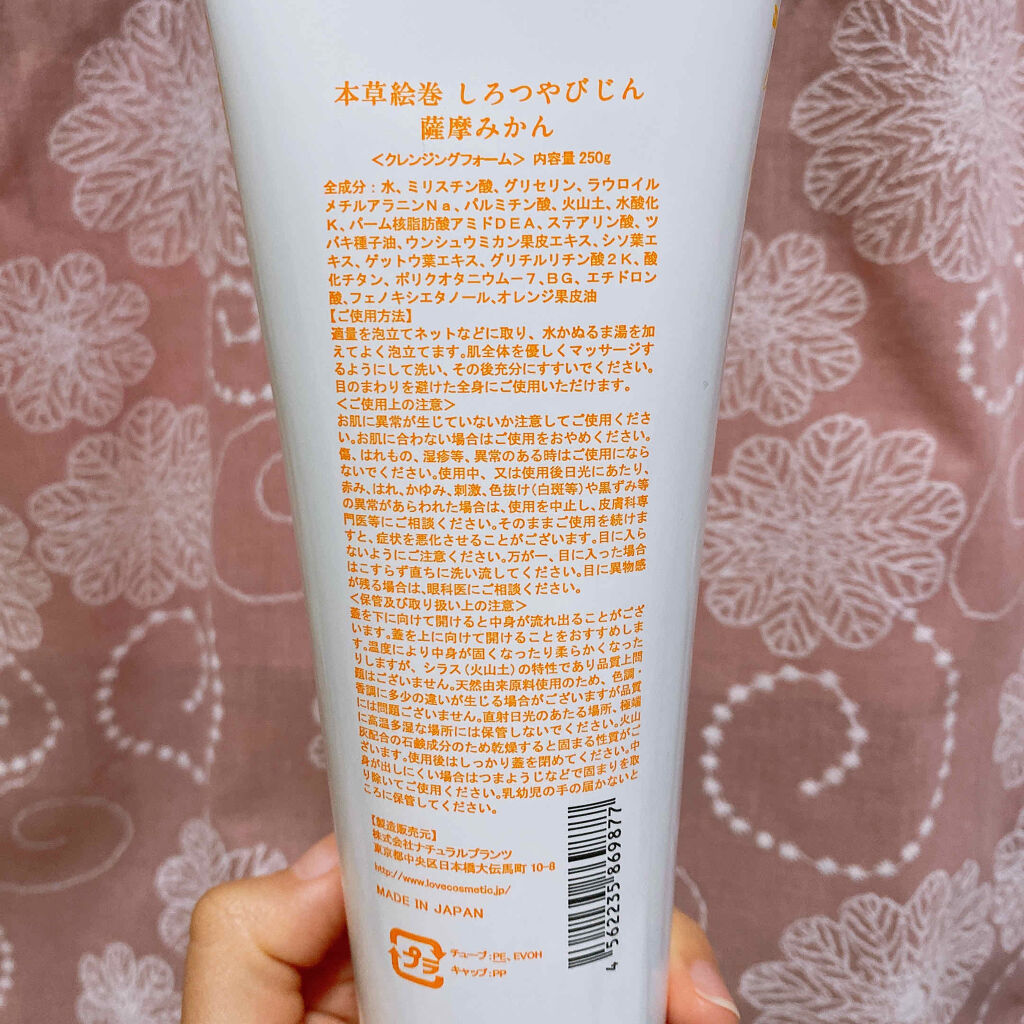 本草絵巻 しろつやびじん
薩摩みかん
＜クレンジングフォーム＞ 内容量250g
全成分：水、ミリスチン酸、グリセリン、ラウロイル
メチルアラニンNa、パルミチン酸、火山土、水酸化
K、パーム核脂肪酸アミドDEA、ステアリン酸、ツ
バキ種子油、ウンシュウミカン果皮エキス、シソ葉エ
キス、ゲットウ葉エキス、グリチルリチン酸2K、酸
化チタン、ポリクオタニウム－7、BG、エチドロン
酸、フェノキシエタノール、オレンジ果皮油
【ご使用方法】
適量を泡立てネットなどに取り、水かぬるま湯を加
えてよく泡立てます。肌全体を優しくマッサージす
るようにして洗い、その後充分にすすいでください。
目のまわりを避けた全身にご使用いただけます。
＜ご使用上の注意＞
お肌に異常が生じていないか注意してご使用くださ
い。お肌に合わない場合はご使用をおやめください。
傷、はれもの、湿疹等、異常のある時はご使用になら
ないでください。使用中、又は使用後日光にあたり、
赤み、はれ、かゆみ、刺激、色抜け（白斑等）や黒ずみ等
の異常があらわれた場合は、使用を中止し、皮膚科専
門医等にご相談ください。そのままご使用を続けま
すと、症状を悪化させることがございます。目に入ら
ないようにご注意ください。万が一、目に入った場合
はこすらず直ちに洗い流してください。目に異物感
が残る場合は、眼科医にご相談ください。
＜保管及び取り扱い上の注意＞
蓋を下に向けて開けると中身が流れ出ることがござ
います。蓋を上に向けて開けることをおすすめしま
す。温度により中身が固くなったり柔らかくなった
りしますが、シラス（火山土）の特性であり品質上問
題はございません。天然由来原料使用のため、色調・
香調に多少の違いが生じる場合がございますが品質
には問題ございません。直射日光のあたる場所、極端
に高温多湿な場所には保管しないでください。火山
灰配合の石鹸成分のため乾燥すると固まる性質がご
ざいます。使用後はしっかり蓋を閉めてください。中
身が出しにくい場合はつまようじなどで固まりを取
り除いてご使用ください。乳幼児の手の届かないと
ころに保管してください。
【製造販売元】
株式会社ナチュラルプランツ
東京都中央区日本橋大伝馬町 10-8
http://www.lovecosmetic.jp/
MADE IN JAPAN
プラ
チューブ：PE、EVOH
キャップ：PP
4 562235 869877